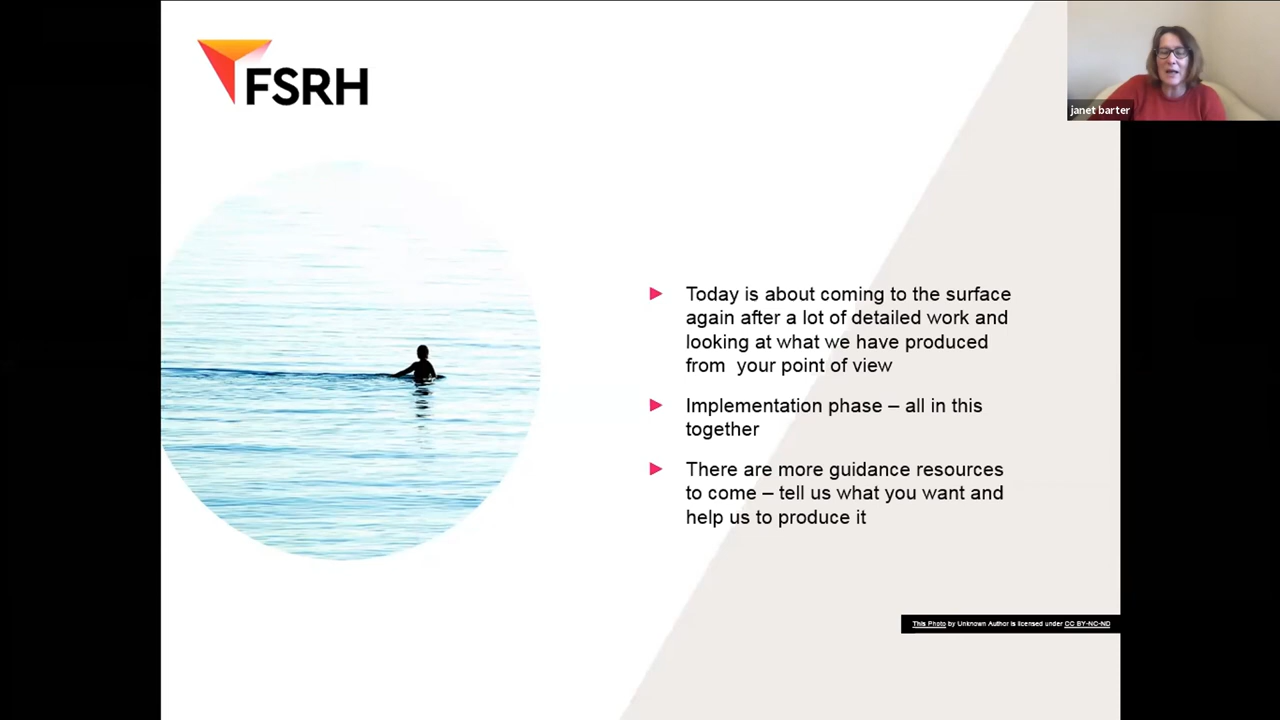 FSRH
janet barter
Today is about coming to the surface
again after a lot of detailed work and
looking at what we have produced
from  your point of view
Implementation phase – all in this
together
There are more guidance resources
to come – tell us what you want and
help us to produce it
This Photo by Unknown Author is licensed under CC BY-NC-ND